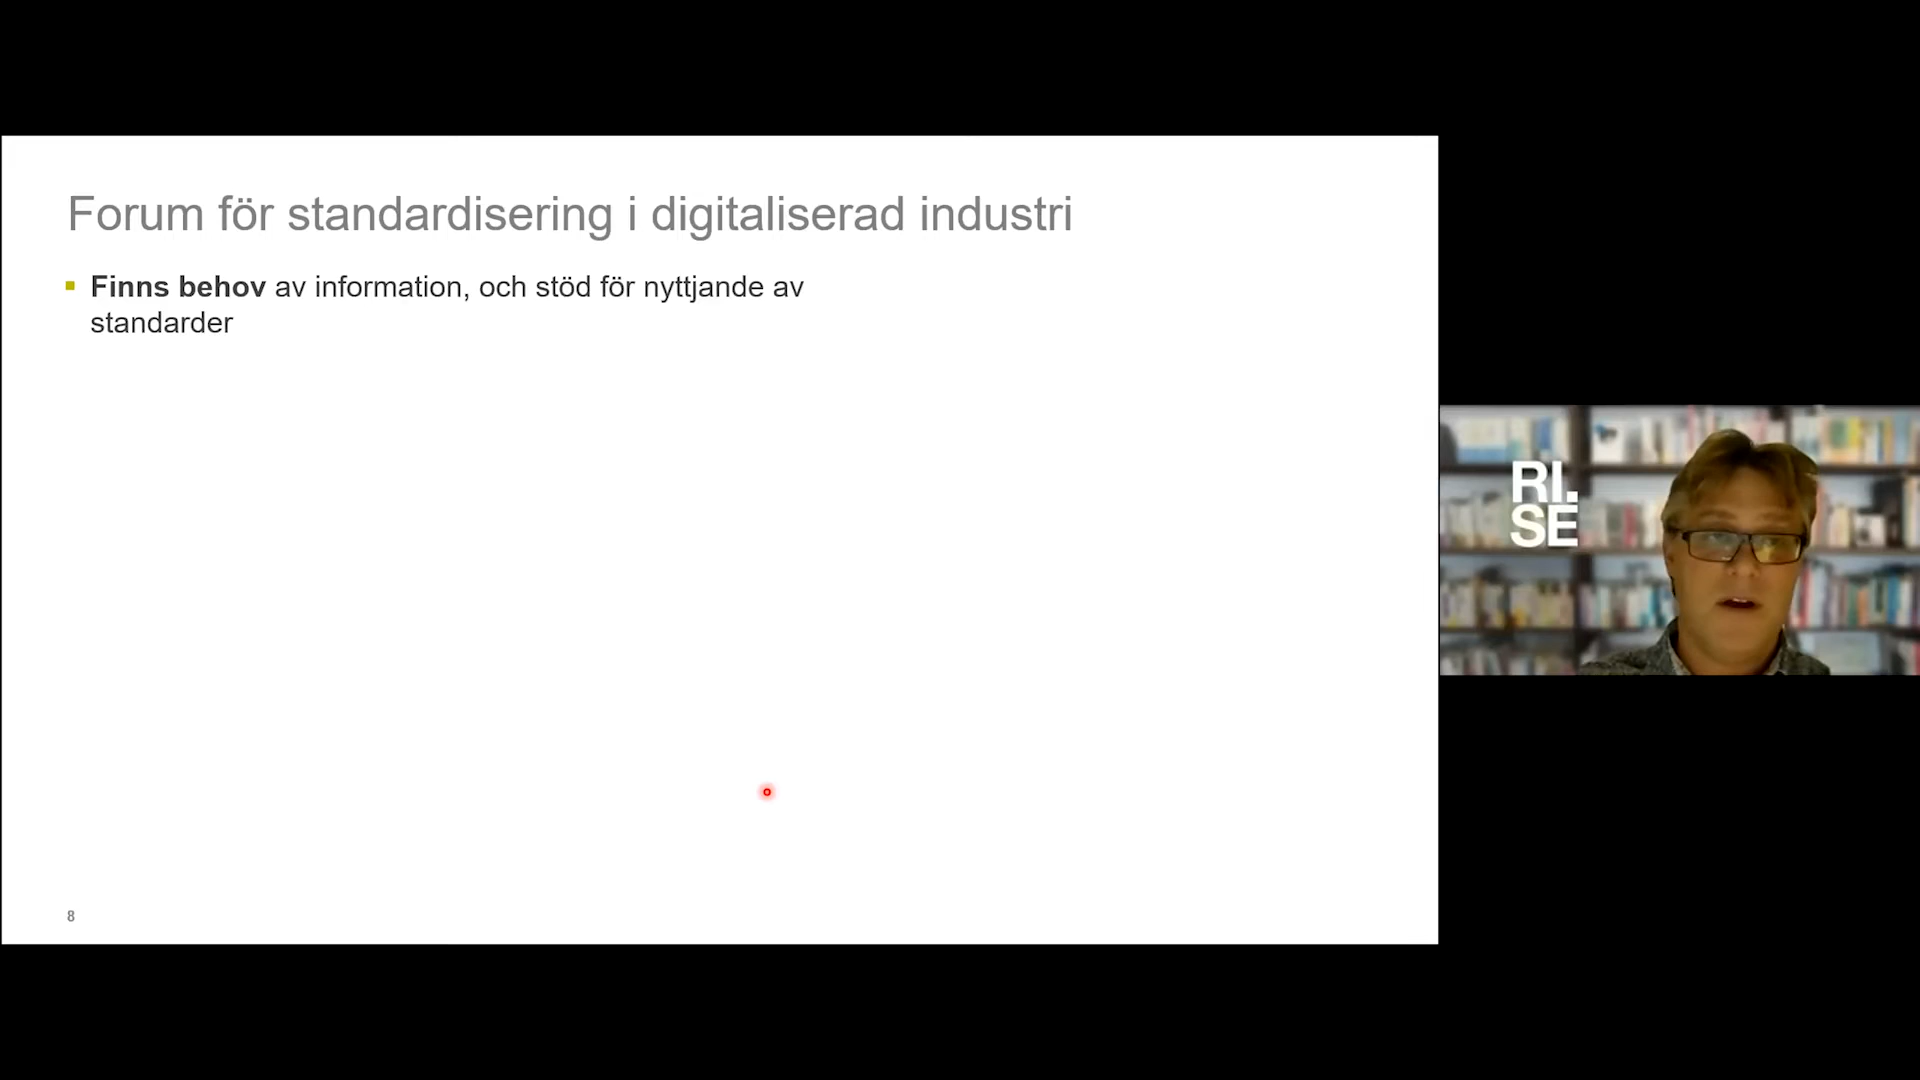 Forum för standardisering i digitaliserad industri
Finns behov av information, och stöd för nyttjande av
standarder
8
RI.
SE